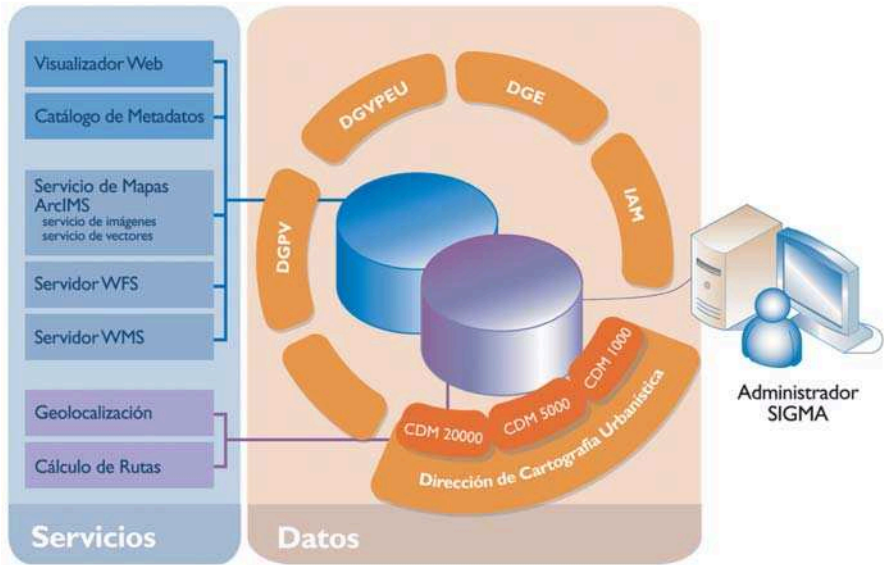 Visualizador Web
Catálogo de Metadatos
Servicio de Mapas
ArcIMS
servicio de imágenes
servicio de vectores
Servidor WFS
Servidor WMS
Geolocalización
Cálculo de Rutas
Servicios
DGPV
DGVPEU
DGE
IAM
CDM 20000
CDM 5000
CDM 1000
Dirección de Cartografía Urbanística
Datos
Administrador
SIGMA